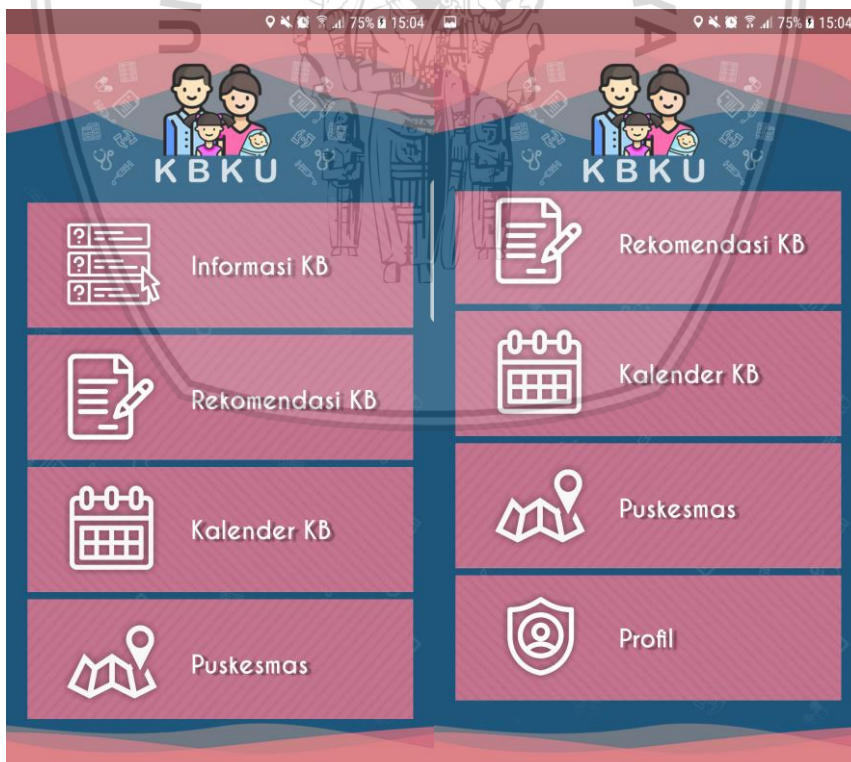 75% 15:04
KBKU
Informasi KB
Rekomendasi KB
Kalender KB
Puskesmas
75% 15:04
KBKU
Rekomendasi KB
Kalender KB
Puskesmas
Profil